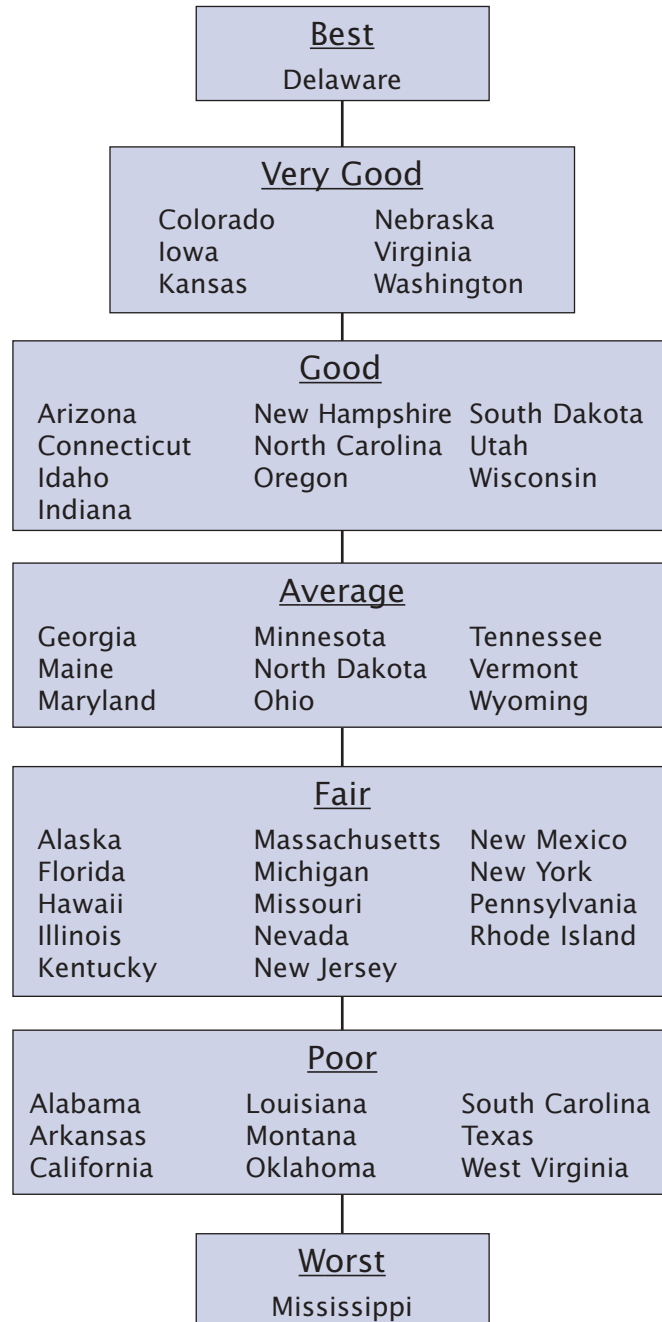 Best
Delaware
Very Good
Colorado Nebraska
Iowa Virginia
Kansas Washington
Good
Arizona New Hampshire South Dakota
Connecticut North Carolina Utah
Idaho Oregon Wisconsin
Indiana
Average
Georgia Minnesota Tennessee
Maine North Dakota Vermont
Maryland Ohio Wyoming
Fair
Alaska Massachusetts New Mexico
Florida Michigan New York
Hawaii Missouri Pennsylvania
Illinois Nevada Rhode Island
Kentucky New Jersey
Poor
Alabama Louisiana South Carolina
Arkansas Montana Texas
California Oklahoma West Virginia
Worst
Mississippi